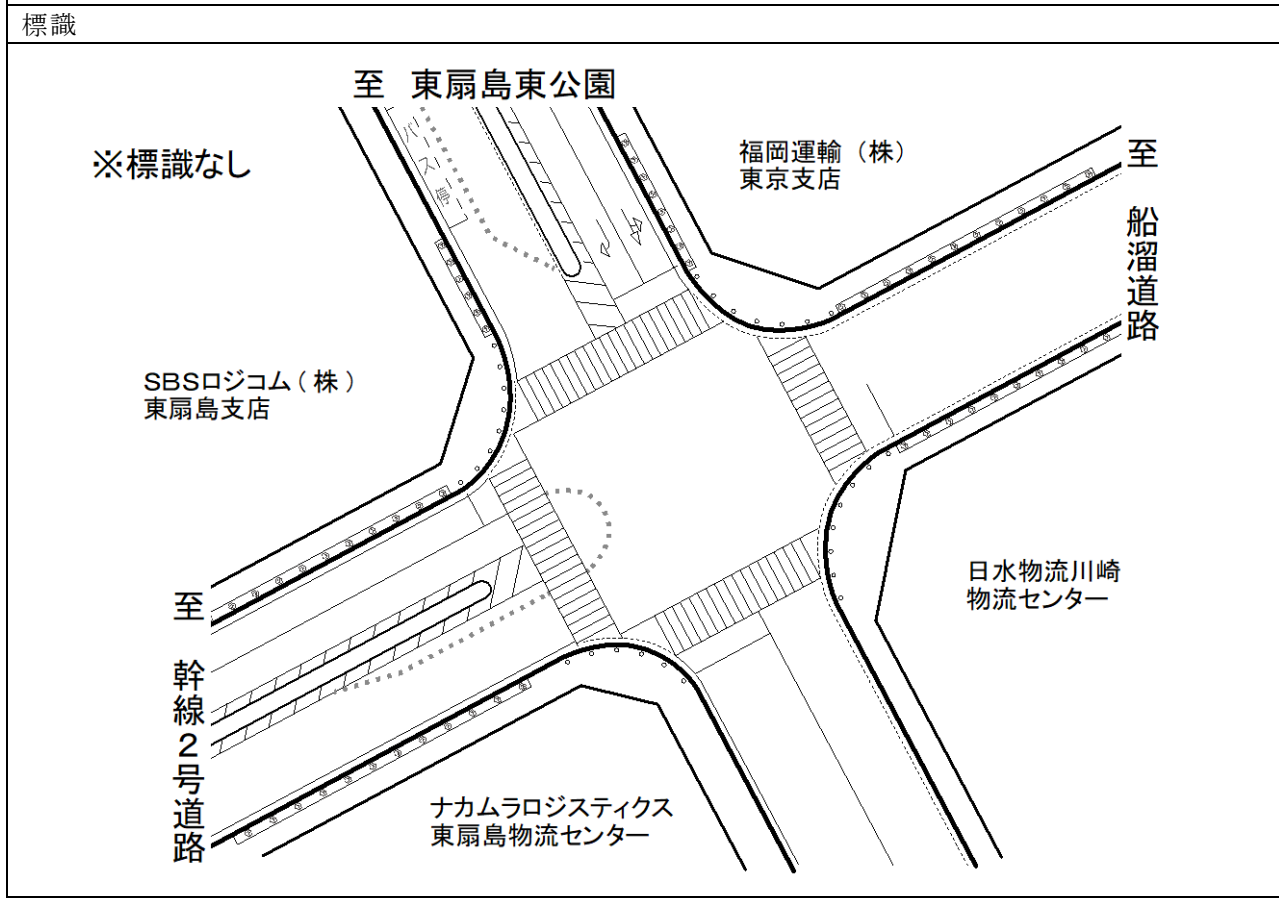 標識
至 東扇島東公園
※標識なし
福岡運輸(株)
東京支店
至 船溜道路
バース停
SBSロジコム(株)
東扇島支店
日水物流川崎
物流センター
至 幹線2号道路
ナカムラロジスティクス
東扇島物流センター